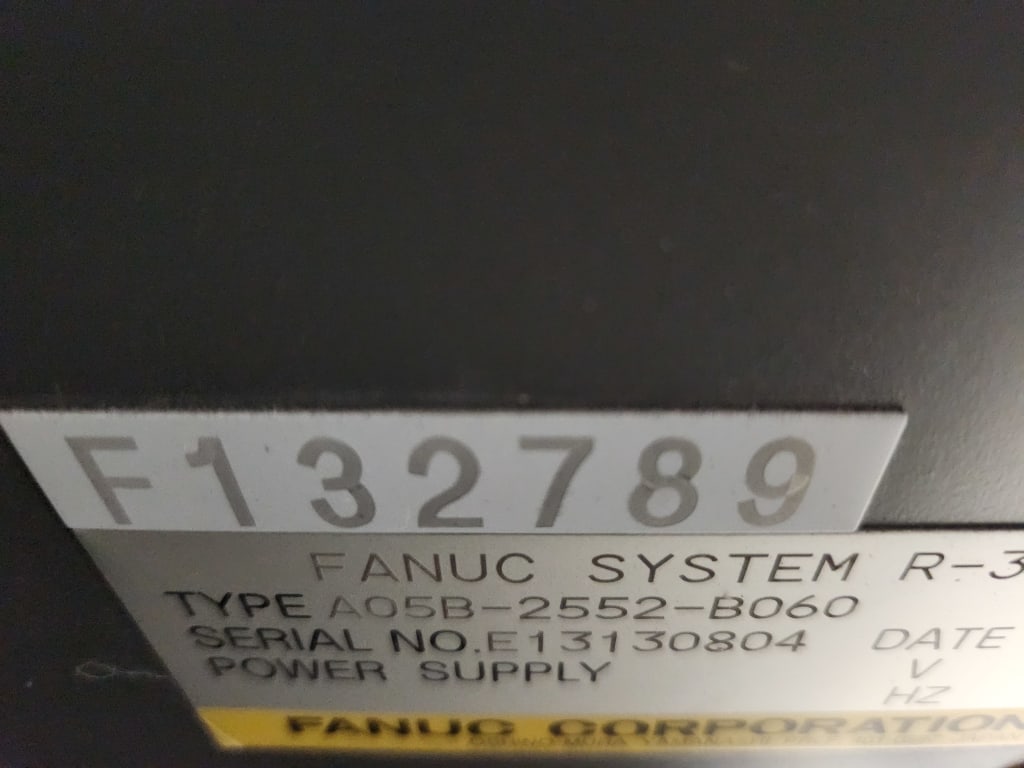 F132789
FANUC SYSTEM R-3
TYPE A05B-2552-B060
SERIAL NO.E13130804 DATE
POWER SUPPLY V
HZ
FANUC CORPORATION